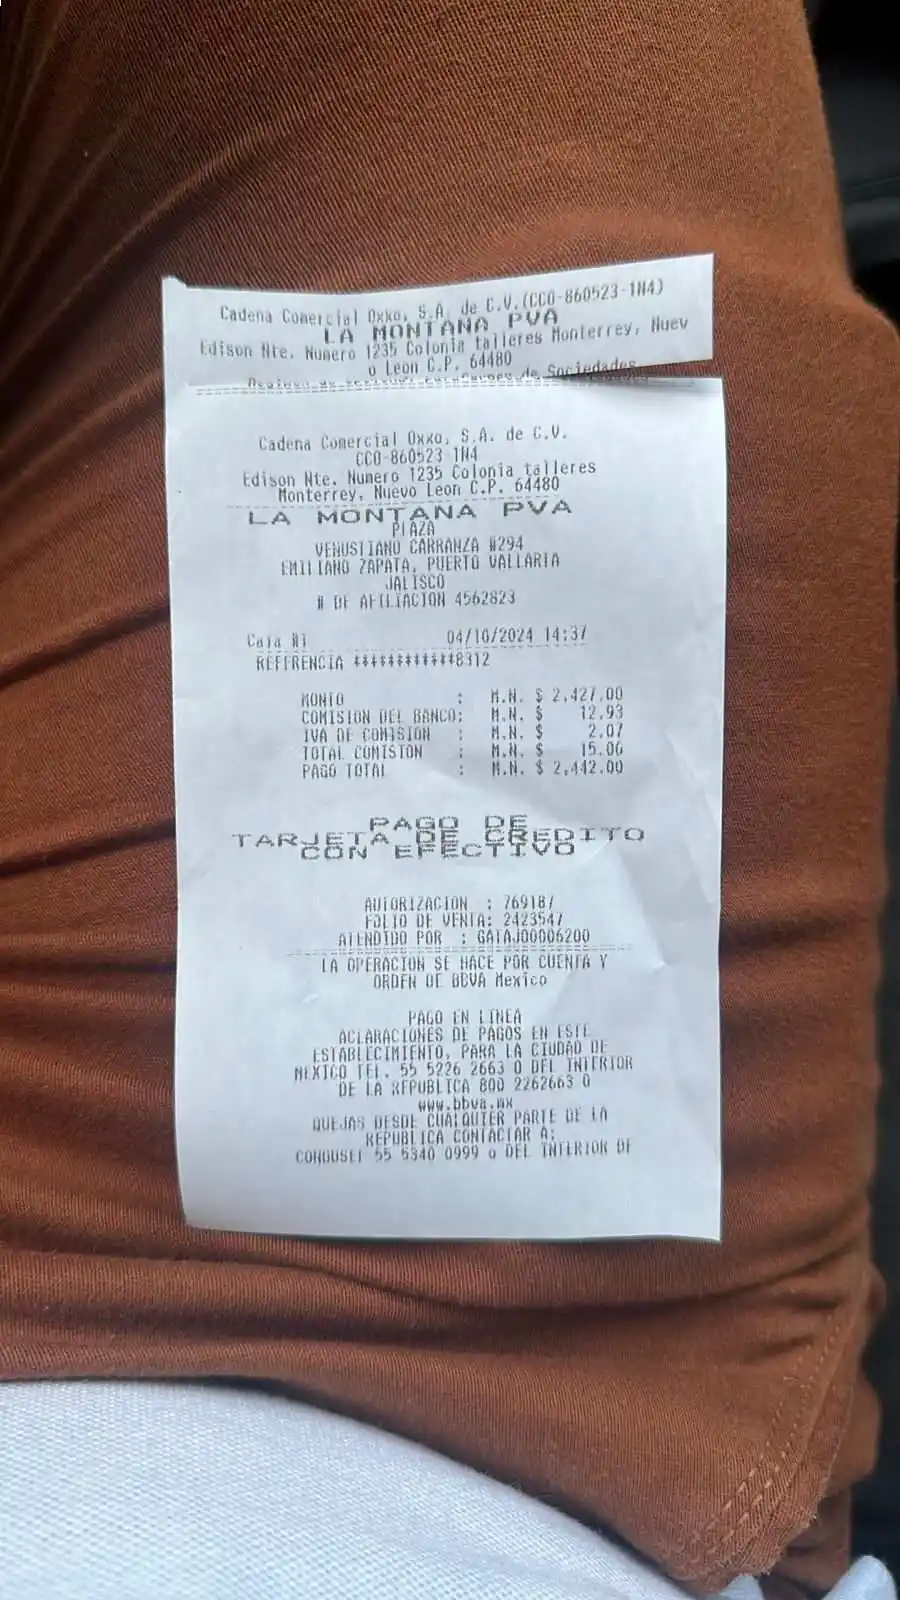 Cadena Comercial Oxxo, S.A. de C.V.(CCO-860523-1N4)
LA MONTANA PVA
Edison Nte. Numero 1235 Colonia talleres Monterrey, Nuev
o Leon C.P. 64480
de Sociedades
Cadena Comercial Oxxo, S.A. de C.V.
CCO-860523 1N4
Edison Nte. Numero 1235 Colonia talleres
Monterrey, Nuevo Leon C.P. 64480
LA MONTANA PVA
PLAZA
VENUSTIANO CARRANZA #294
EMILIANO ZAPATA, PUERTO VALLARIA
JALISCO
# DE AFILIACION 4562823
Caja #1 04/10/2024 14:37
REFERENCIA ************8312
MONTO : M.N. $ 2,427.00
COMISION DEL BANCO: M.N. $ 12.93
IVA DE COMISION : M.N. $ 2.07
TOTAL COMISION : M.N. $ 15.00
PAGO TOTAL : M.N. $ 2,442.00
PAGO DE
TARJETA DE CREDITO
CON EFECTIVO
AUTORIZACION : 769187
FOLIO DE VENTA: 2423547
ATENDIDO POR : GAIAJ00006200
LA OPERACION SE HACE POR CUENTA Y
ORDEN DE BBVA Mexico
PAGO EN LINEA
ACLARACIONES DE PAGOS EN ESTE
ESTABLECIMIENTO, PARA LA CIUDAD DE
MEXICO TEL. 55 5226 2663 O DEL INTERIOR
DE LA REPUBLICA 800 2262663 O
www.bbva.mx
QUEJAS DESDE CUALQUIER PARTE DE LA
REPUBLICA CONTACTAR A:
CONDUSEF 55 5340 0999 o DEL INTERIOR DE